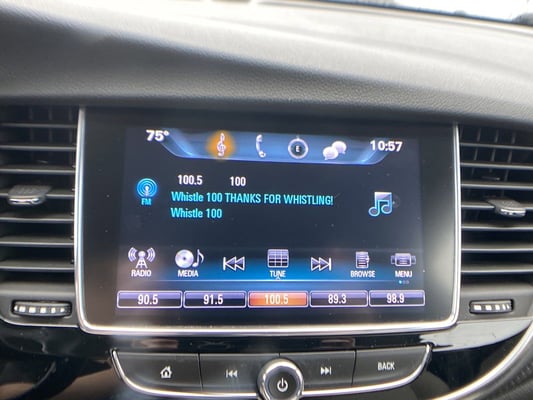 75° E 10:57
100.5 100
FM
Whistle 100 THANKS FOR WHISTLING!
Whistle 100
RADIO MEDIA TUNE BROWSE MENU
90.5 91.5 100.5 89.3 98.9
BACK